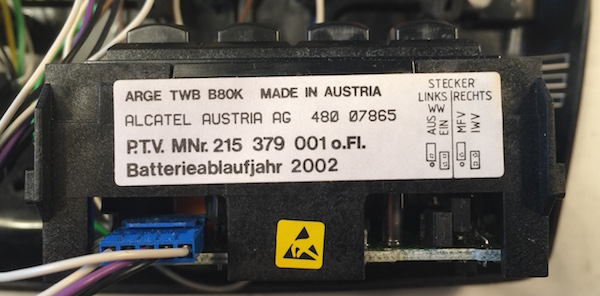 ARGE TWB B80K MADE IN AUSTRIA
ALCATEL AUSTRIA AG 480 07865
P.T.V. MNr. 215 379 001 o.Fl.
Batterieablaufjahr 2002
STECKER
LINKS RECHTS
WW
AUS
EIN
MFV
IWV